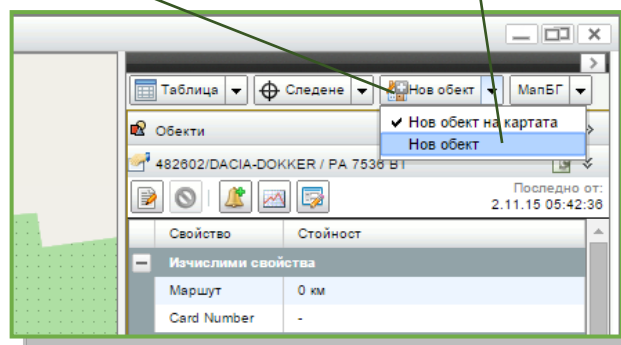 Таблица Следене Нов обект МапБГ
✔ Нов обект на картата
Нов обект
Обекти
482602/DACIA-DOKKER / PA 7536 BT
Последно от:
2.11.15 05:42:36
Свойство Стойност
Изчислими свойства
Маршут 0 км
Card Number -